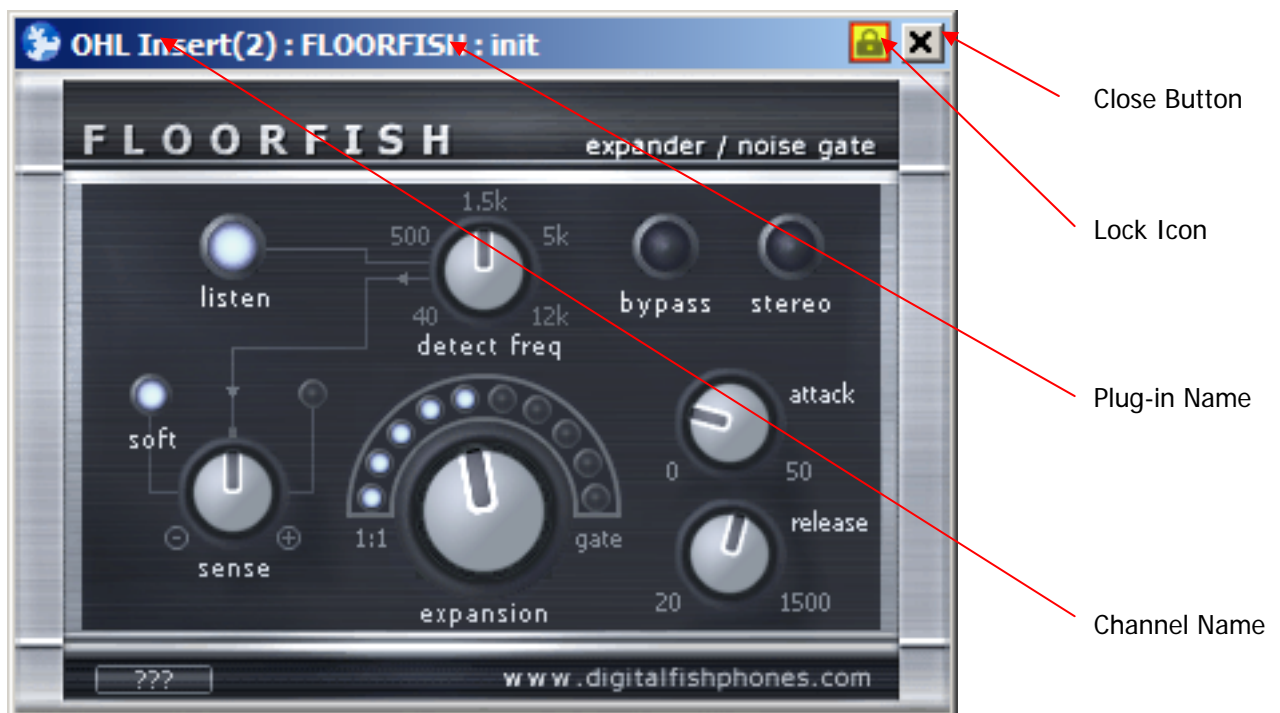 OHL Insert(2) : FLOORFISH : init
Close Button
FLOORFISH
expander / noise gate
1.5k
500
5k
Lock Icon
listen
bypass
stereo
40
12k
detect freq
attack
Plug-in Name
soft
0
50
release
1:1
gate
sense
20
1500
expansion
Channel Name
???
www.digitalfishphones.com